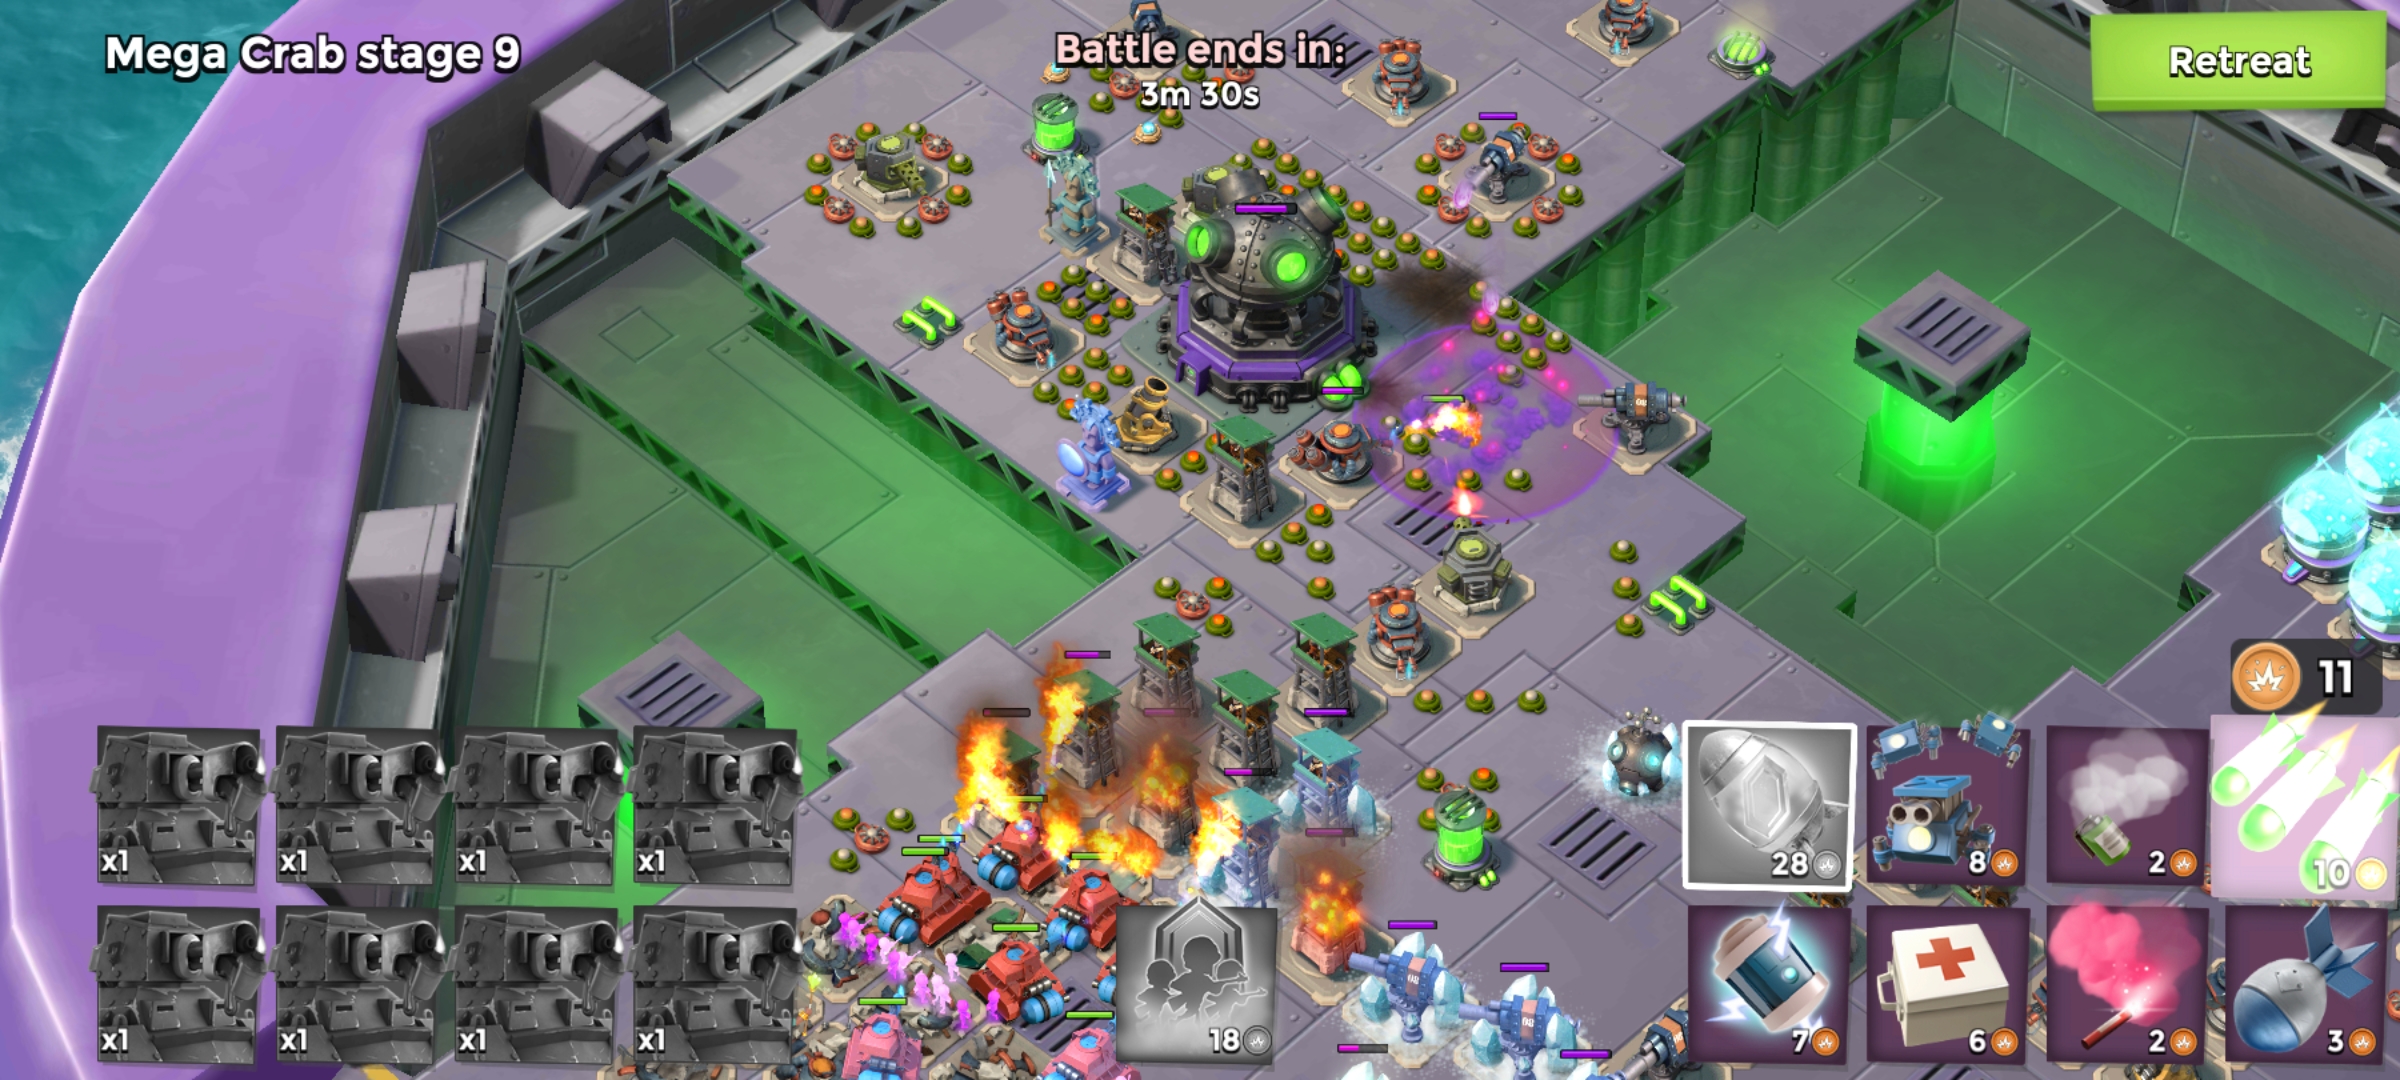 Mega Crab stage 9
Battle ends in:
3m 30s
Retreat
11
x1
x1
x1
x1
28
8
2
10
x1
x1
x1
x1
18
7
6
2
3